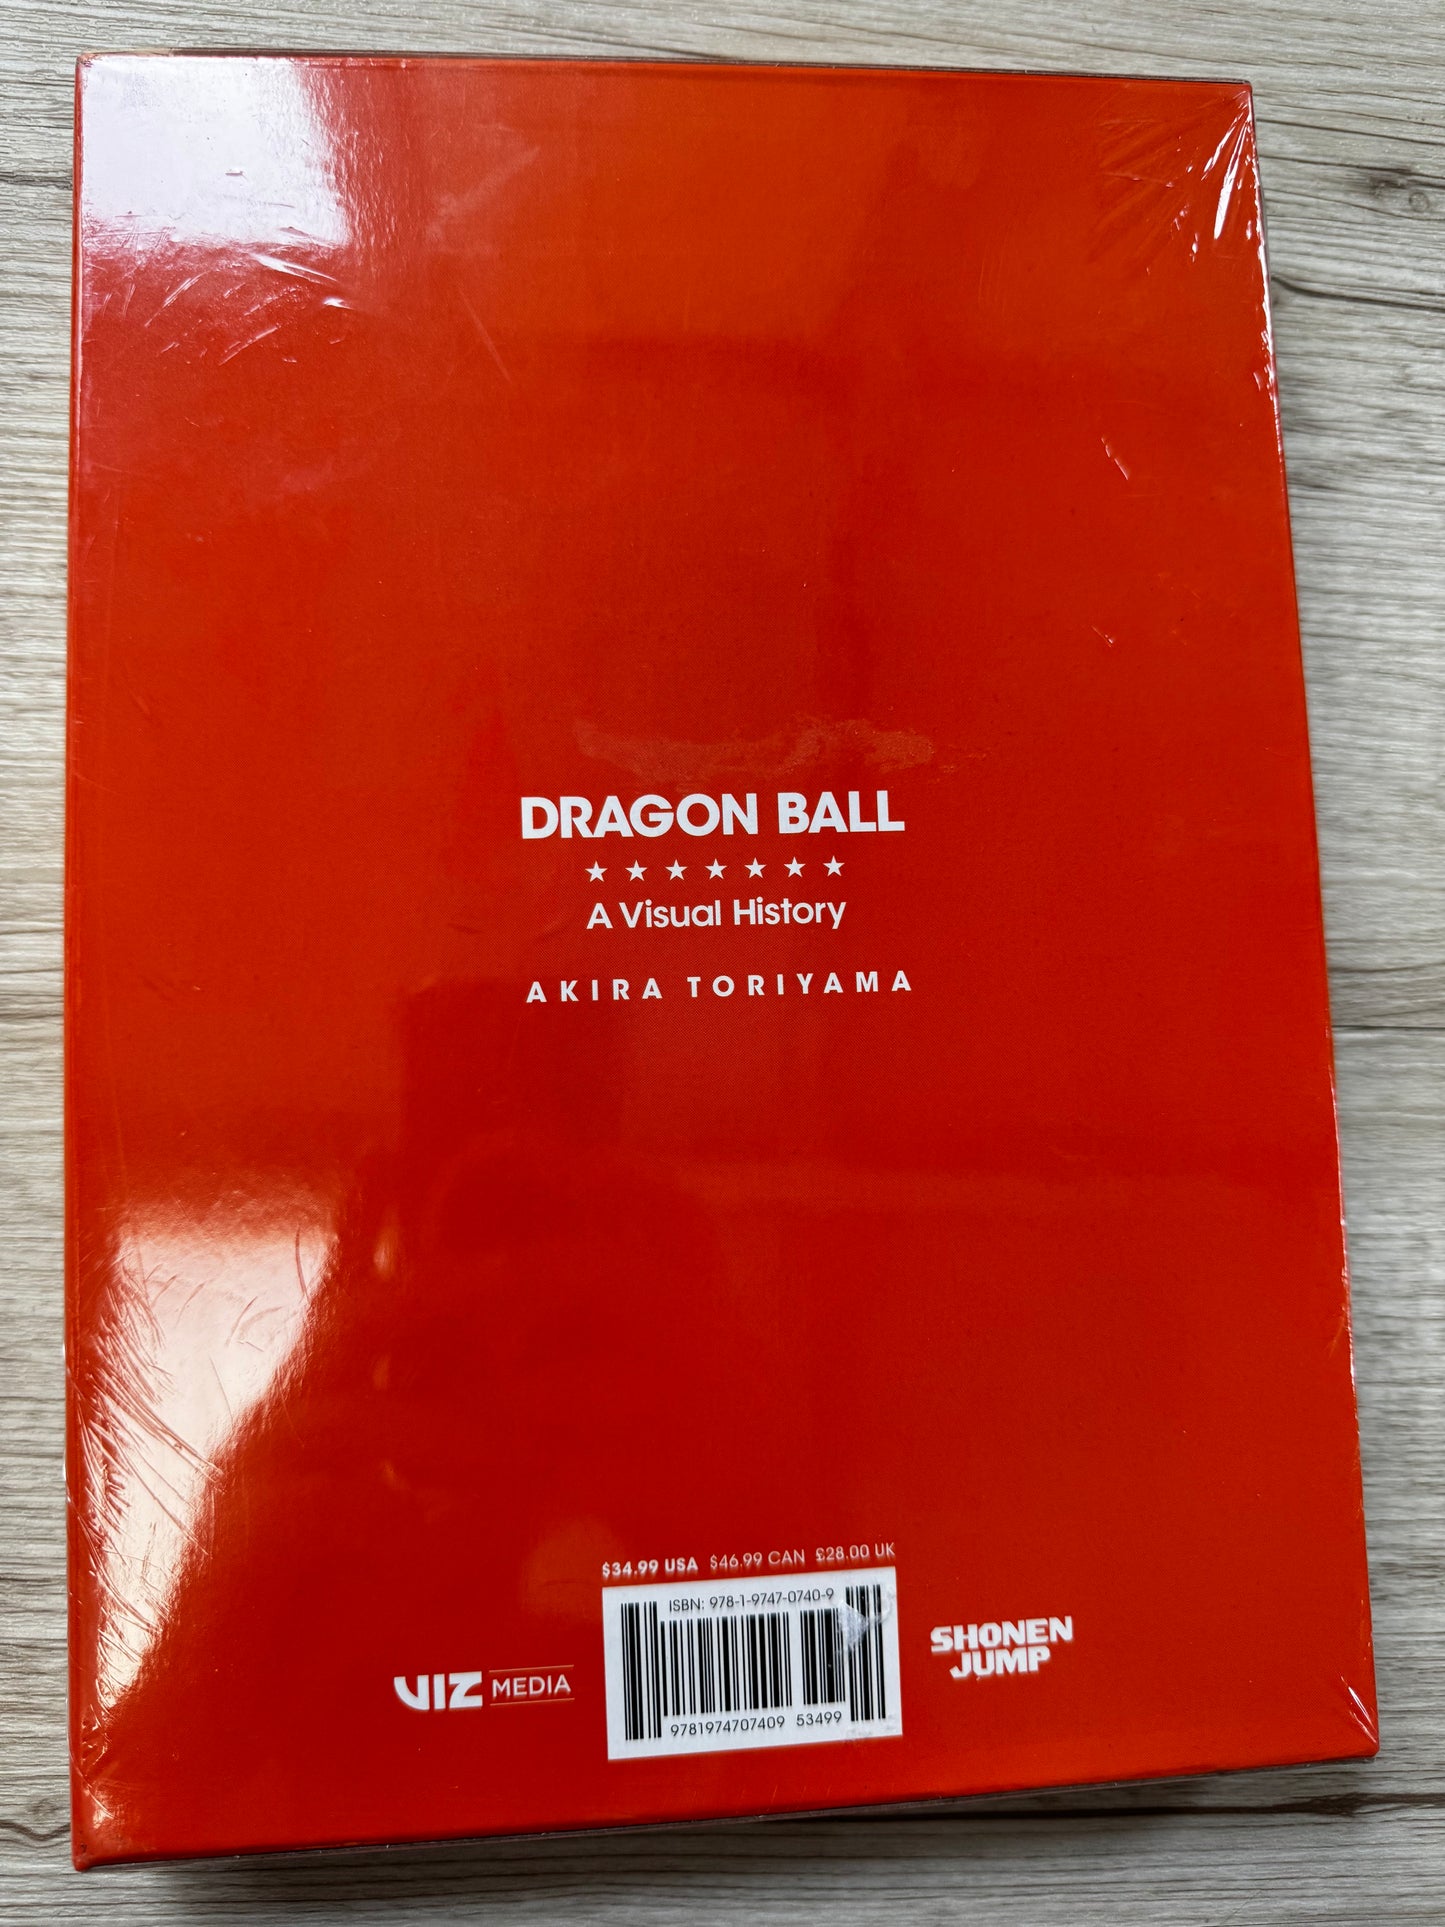 DRAGON BALL
★ ★ ★ ★ ★ ★ ★
A Visual History
AKIRA TORIYAMA
$34.99 USA $46.99 CAN £28.00 UK
ISBN: 978-1-9747-0740-9
9781974707409 53499
VIZ MEDIA
SHONEN
JUMP